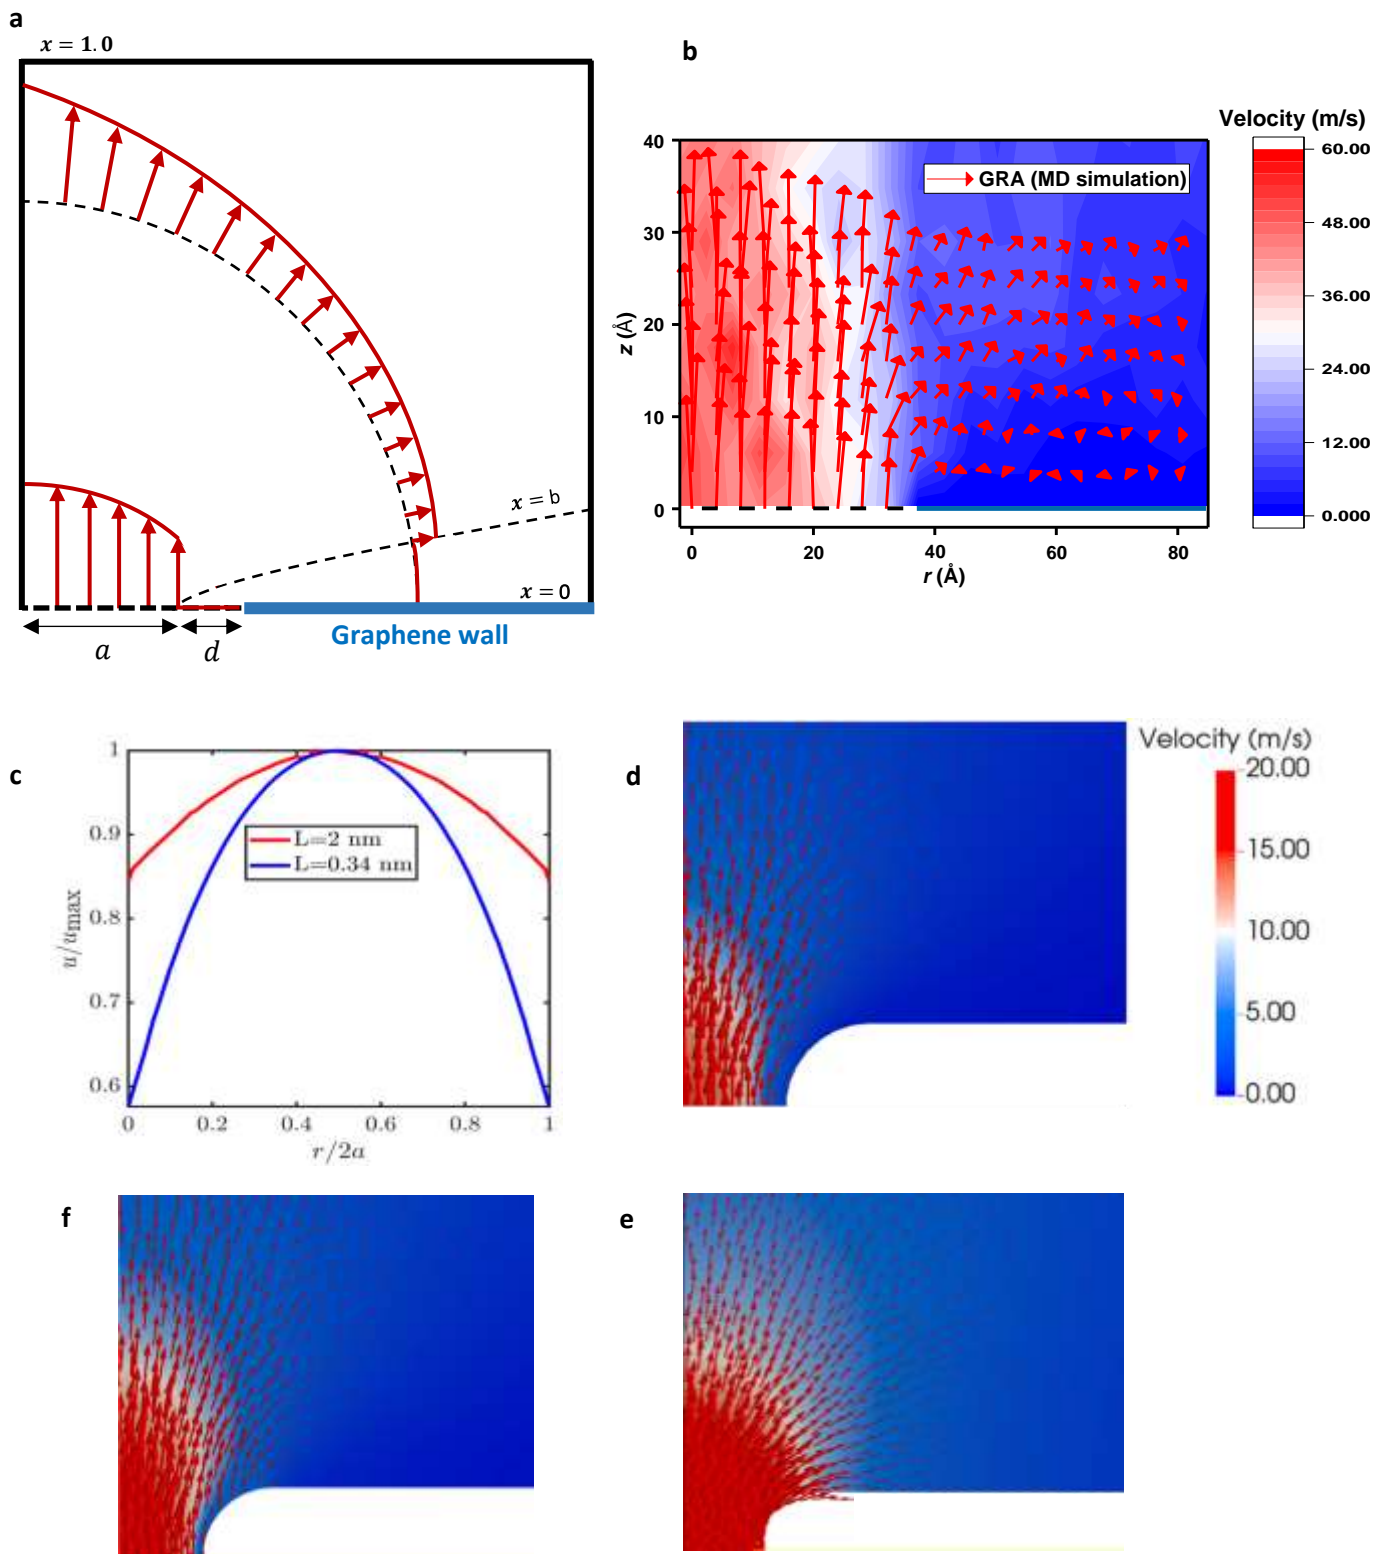 a
x = 1.0
x = b
x = 0
a
d
Graphene wall
b
Velocity (m/s)
GRA (MD simulation)
40
30
20
10
0
z (Å)
0
20
40
60
80
r (Å)
60.00
48.00
36.00
24.00
12.00
0.000
c
1
0.9
0.8
0.7
0.6
u/umax
L=2 nm
L=0.34 nm
0
0.2
0.4
0.6
0.8
1
r/2a
d
Velocity (m/s)
20.00
15.00
10.00
5.00
0.00
f
e